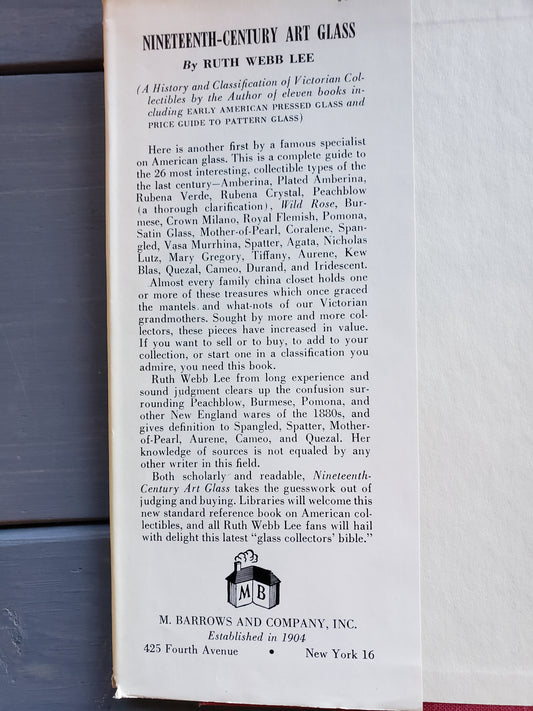 NINETEENTH-CENTURY ART GLASS
By RUTH WEBB LEE
(A History and Classification of Victorian Col-
lectibles by the Author of eleven books in-
cluding EARLY AMERICAN PRESSED GLASS and
PRICE GUIDE TO PATTERN GLASS)
Here is another first by a famous specialist
on American glass. This is a complete guide to
the 26 most interesting, collectible types of the
the last century—Amberina, Plated Amberina,
Rubena Verde, Rubena Crystal, Peachblow
(a thorough clarification), Wild Rose, Bur-
mese, Crown Milano, Royal Flemish, Pomona,
Satin Glass, Mother-of-Pearl, Coralene, Span-
gled, Vasa Murrhina, Spatter, Agata, Nicholas
Lutz, Mary Gregory, Tiffany, Aurene, Kew
Blas, Quezal, Cameo, Durand, and Iridescent.
Almost every family china closet holds one
or more of these treasures which once graced
the mantels and what-nots of our Victorian
grandmothers. Sought by more and more col-
lectors, these pieces have increased in value.
If you want to sell or to buy, to add to your
collection, or start one in a classification you
admire, you need this book.
Ruth Webb Lee from long experience and
sound judgment clears up the confusion sur-
rounding Peachblow, Burmese, Pomona, and
other New England wares of the 1880s, and
gives definition to Spangled, Spatter, Mother-
of-Pearl, Aurene, Cameo, and Quezal. Her
knowledge of sources is not equaled by any
other writer in this field.
Both scholarly and readable, Nineteenth-
Century Art Glass takes the guesswork out of
judging and buying. Libraries will welcome this
new standard reference book on American col-
lectibles, and all Ruth Webb Lee fans will hail
with delight this latest "glass collectors' bible."
M B
M. BARROWS AND COMPANY, INC.
Established in 1904
425 Fourth Avenue • New York 16